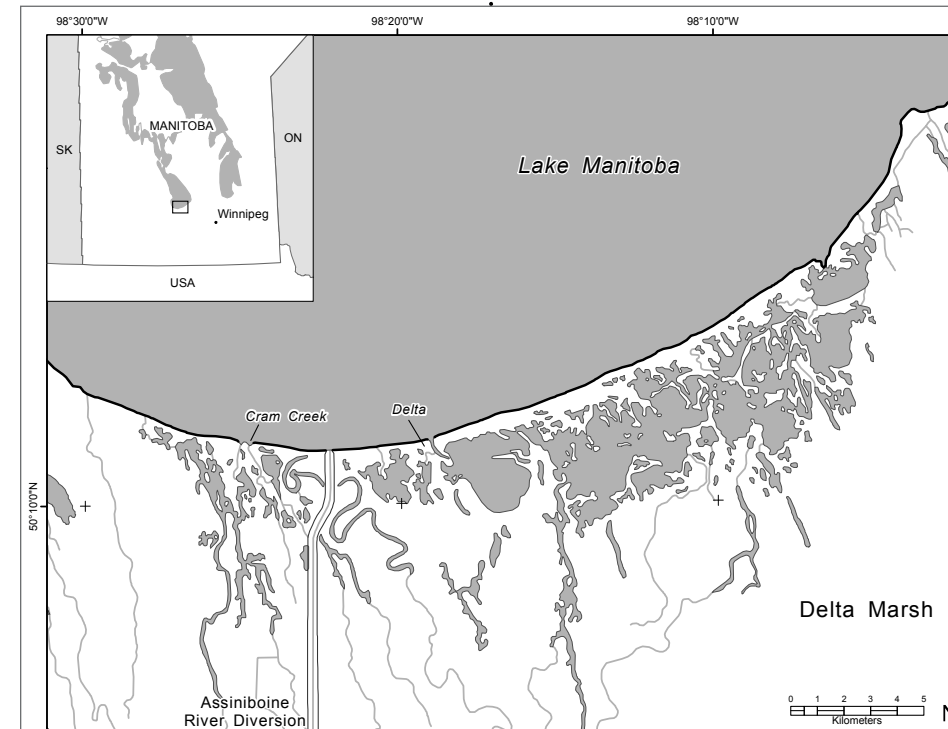 98°30'0"W
98°20'0"W
98°10'0"W
MANITOBA
SK
ON
Winnipeg
USA
Lake Manitoba
Cram Creek
Delta
50°10'0"N
Delta Marsh
Assiniboine
River Diversion
0 1 2 3 4 5
Kilometers
N